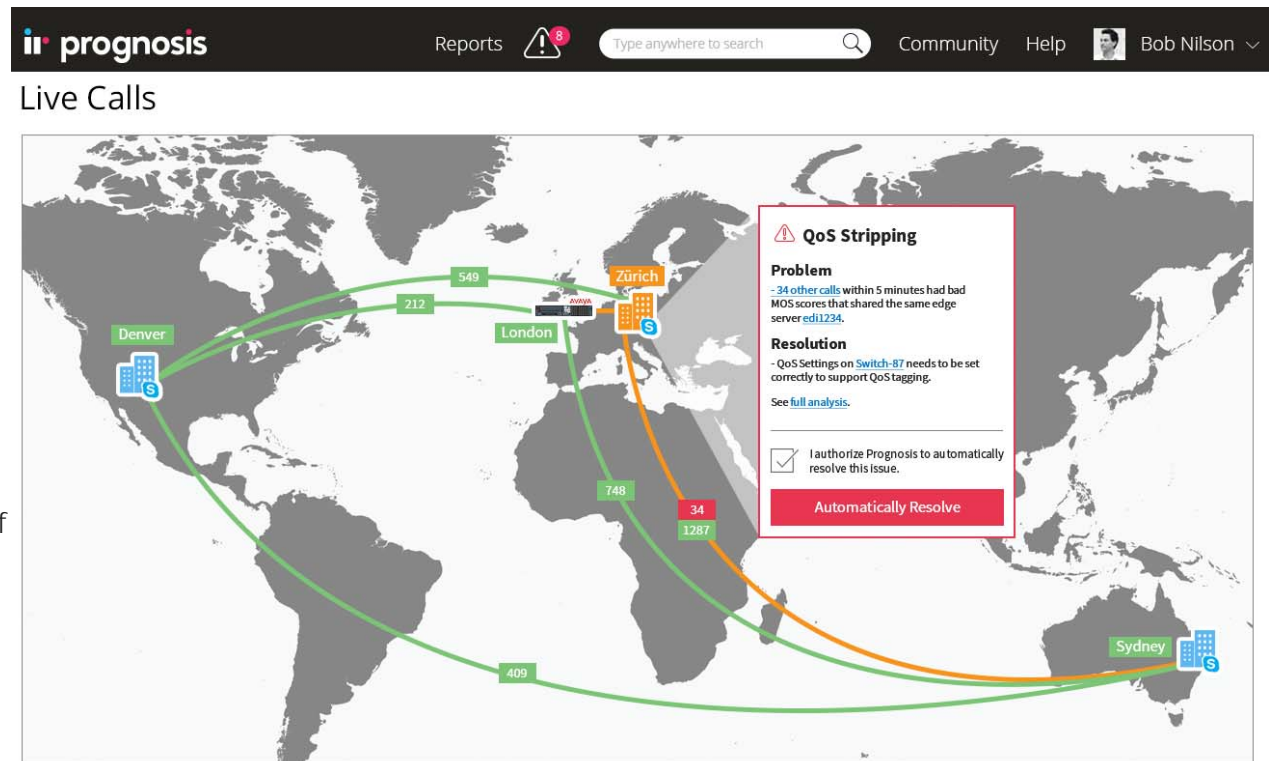 ir prognosis
Reports
8
Type anywhere to search
Community
Help
Bob Nilson
Live Calls
549
212
Denver
London
AVAYA
Zürich
S
S
748
34
1287
409
Sydney
S
QoS Stripping
Problem
- 34 other calls within 5 minutes had bad
MOS scores that shared the same edge
server edi1234.
Resolution
- QoS Settings on Switch-87 needs to be set
correctly to support QoS tagging.
See full analysis.
I authorize Prognosis to automatically
resolve this issue.
Automatically Resolve
f